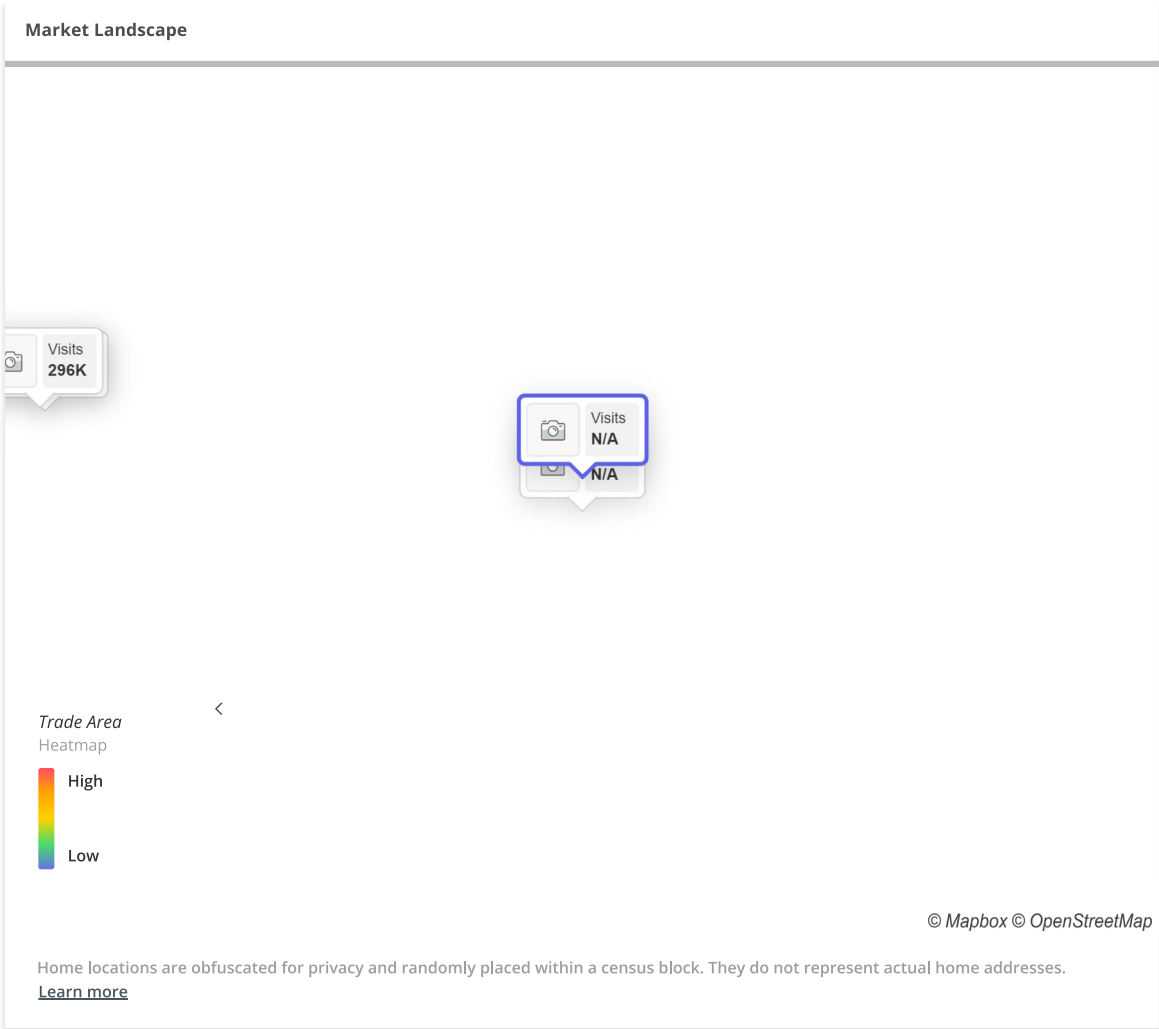 Market Landscape
Visits
296K
Visits
N/A
N/A
Trade Area
Heatmap
High
Low
© Mapbox © OpenStreetMap
Home locations are obfuscated for privacy and randomly placed within a census block. They do not represent actual home addresses.
Learn more